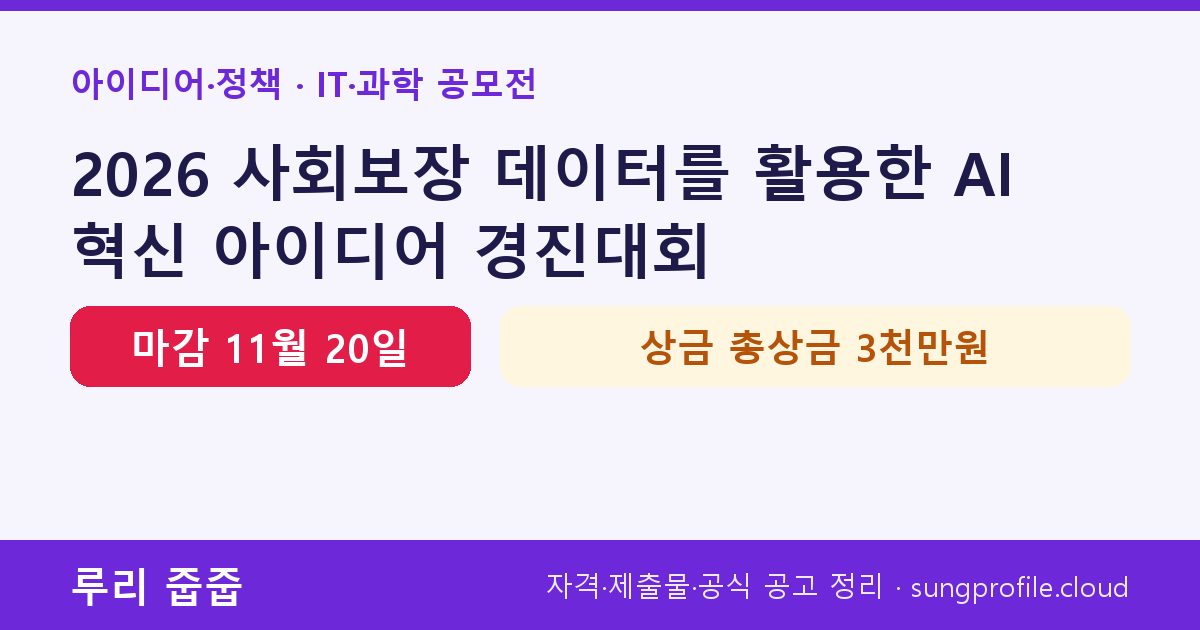 아이디어·정책 · IT·과학 공모전
2026 사회보장 데이터를 활용한 AI
혁신 아이디어 경진대회
마감 11월 20일
상금 총상금 3천만원
루리 줍줍
자격·제출물·공식 공고 정리 · sungprofile.cloud